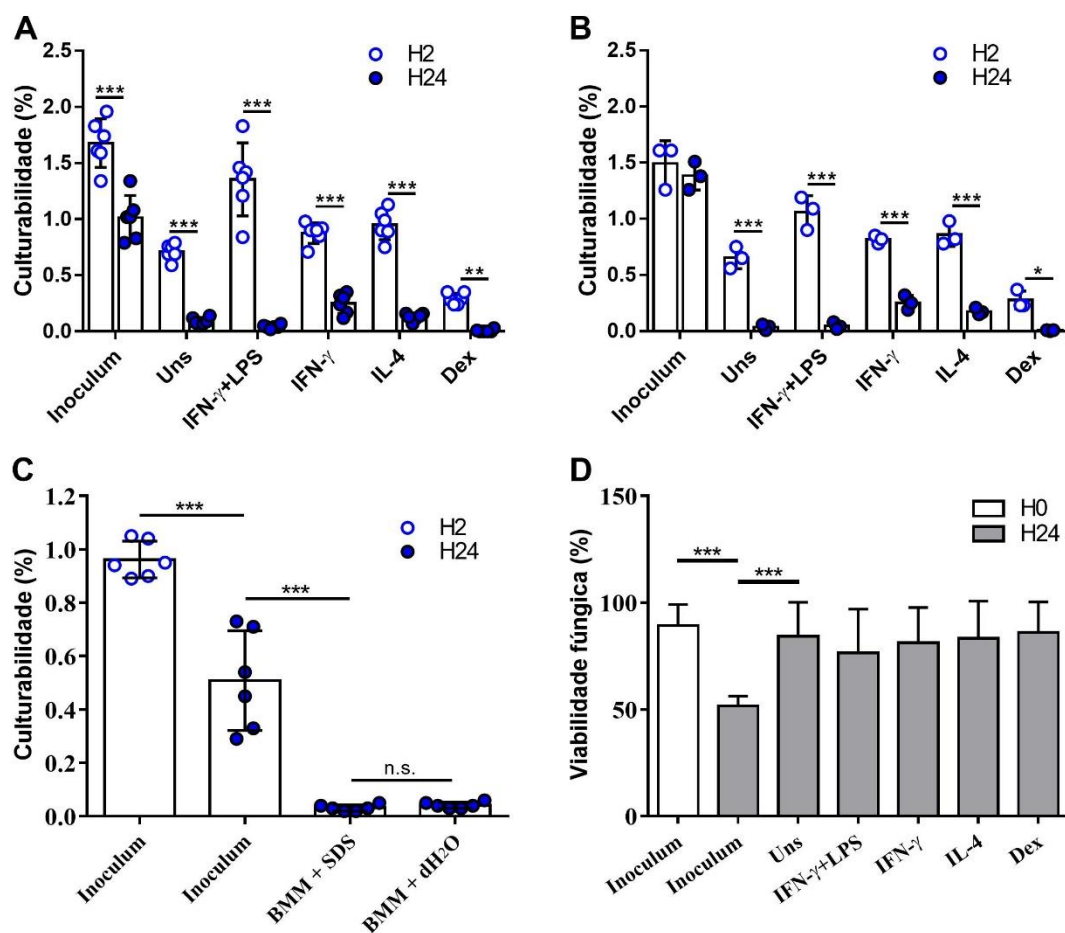 A
Culturabilidade (%)
2.5
2.0
1.5
1.0
0.5
0.0
H2
H24
***
***
***
***
***
**
Inoculum
Uns
IFN-γ+LPS
IFN-γ
IL-4
Dex
B
Culturabilidade (%)
2.5
2.0
1.5
1.0
0.5
0.0
H2
H24
***
***
***
***
*
Inoculum
Uns
IFN-γ+LPS
IFN-γ
IL-4
Dex
C
Culturabilidade (%)
1.2
1.0
0.8
0.6
0.4
0.2
0.0
H2
H24
***
***
n.s.
Inoculum
Inoculum
BMM + SDS
BMM + dH2O
D
Viabilidade fúngica (%)
150
100
50
0
H0
H24
***
***
Inoculum
Inoculum
Uns
IFN-γ+LPS
IFN-γ
IL-4
Dex